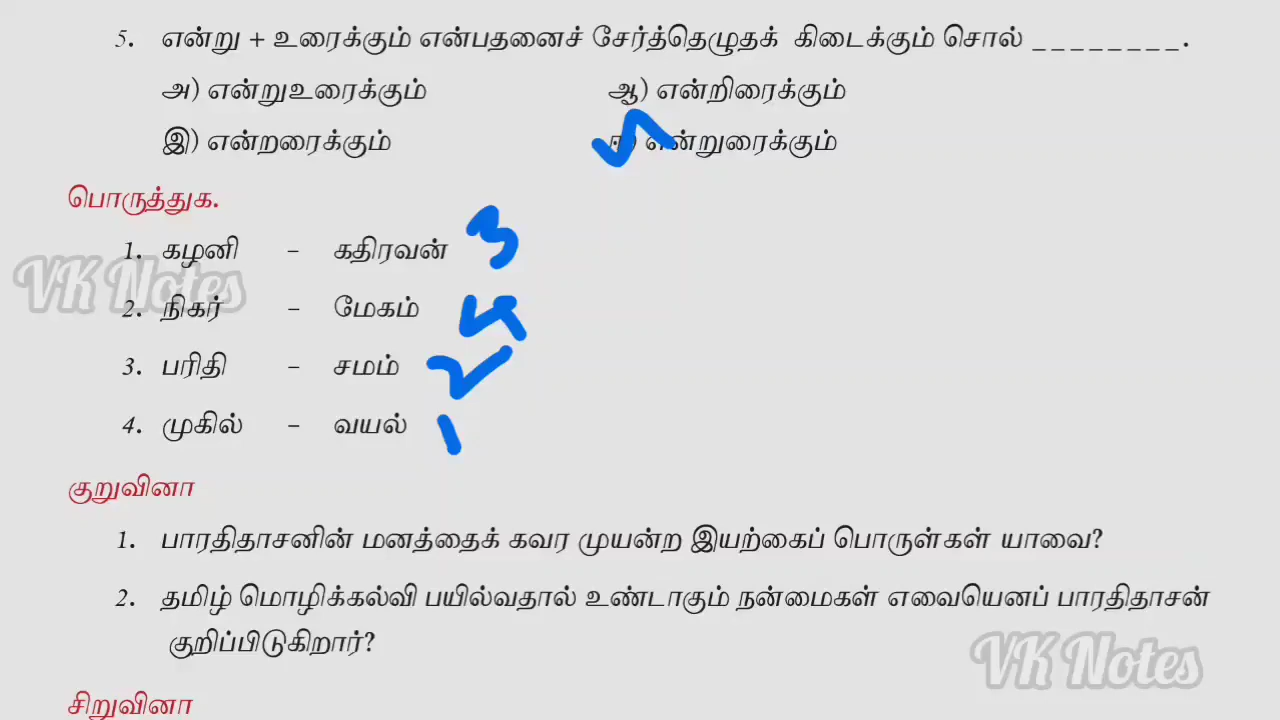 5. என்று + உரைக்கும் என்பதனைச் சேர்த்தெழுதக் கிடைக்கும் சொல் ________.
அ) என்றுஉரைக்கும் ஆ) என்றிரைக்கும்
இ) என்றரைக்கும் என்றுரைக்கும்
பொருத்துக.
1. கழனி – கதிரவன் 3
2. நிகர் – மேகம் 4
3. பரிதி – சமம் 2
4. முகில் – வயல் 1
குறுவினா
1. பாரதிதாசனின் மனத்தைக் கவர முயன்ற இயற்கைப் பொருள்கள் யாவை?
2. தமிழ் மொழிக்கல்வி பயில்வதால் உண்டாகும் நன்மைகள் எவையெனப் பாரதிதாசன்
குறிப்பிடுகிறார்?
சிறுவினா
VK Notes
VK Notes